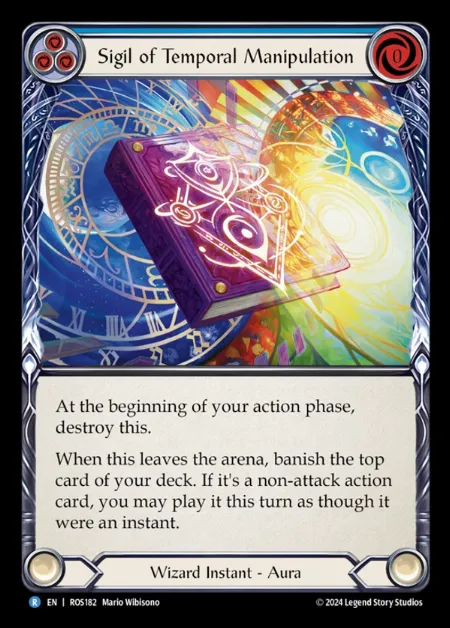 Sigil of Temporal Manipulation
0
At the beginning of your action phase,
destroy this.
When this leaves the arena, banish the top
card of your deck. If it's a non-attack action
card, you may play it this turn as though it
were an instant.
Wizard Instant - Aura
R EN | ROS182 Mario Wibisono
© 2024 Legend Story Studios